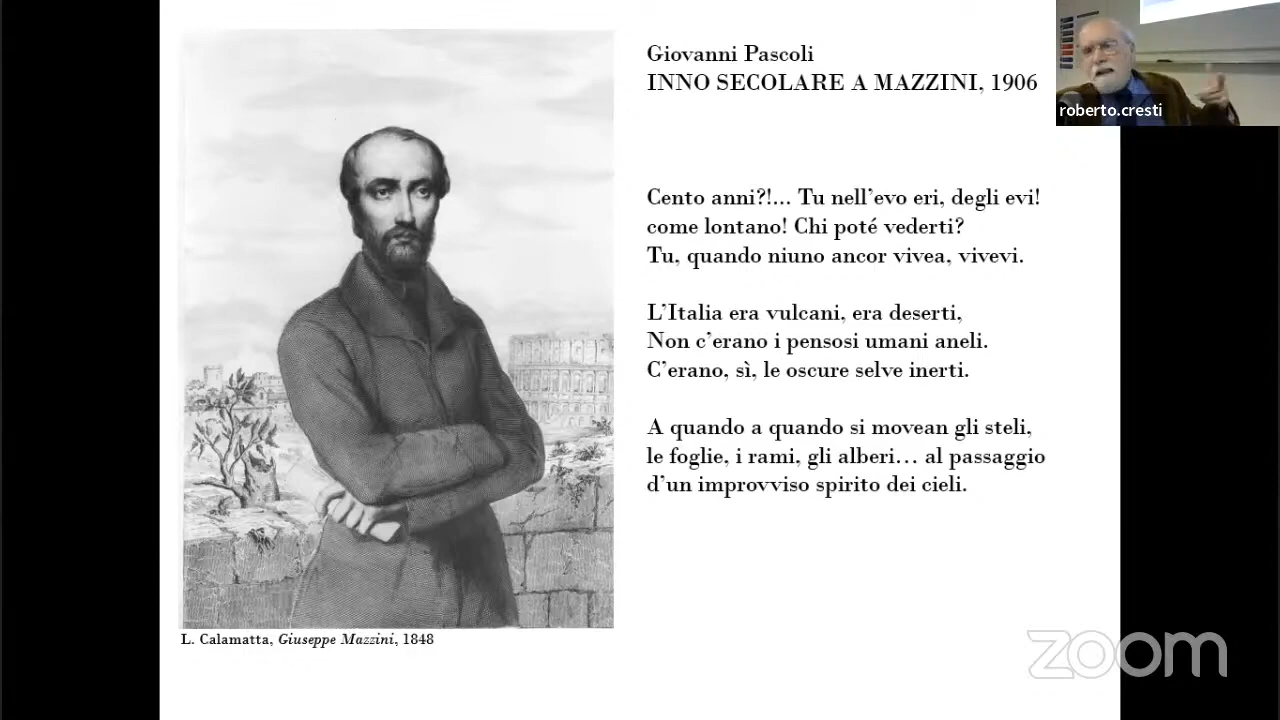 Giovanni Pascoli
INNO SECOLARE A MAZZINI, 1906
roberto.cresti
Cento anni?!... Tu nell'evo eri, degli evi!
come lontano! Chi poté vederti?
Tu, quando niuno ancor vivea, vivevi.
L'Italia era vulcani, era deserti,
Non c'erano i pensosi umani aneli.
C'erano, sì, le oscure selve inerti.
A quando a quando si movean gli steli,
le foglie, i rami, gli alberi… al passaggio
d'un improvviso spirito dei cieli.
L. Calamatta, Giuseppe Mazzini, 1848
zoom